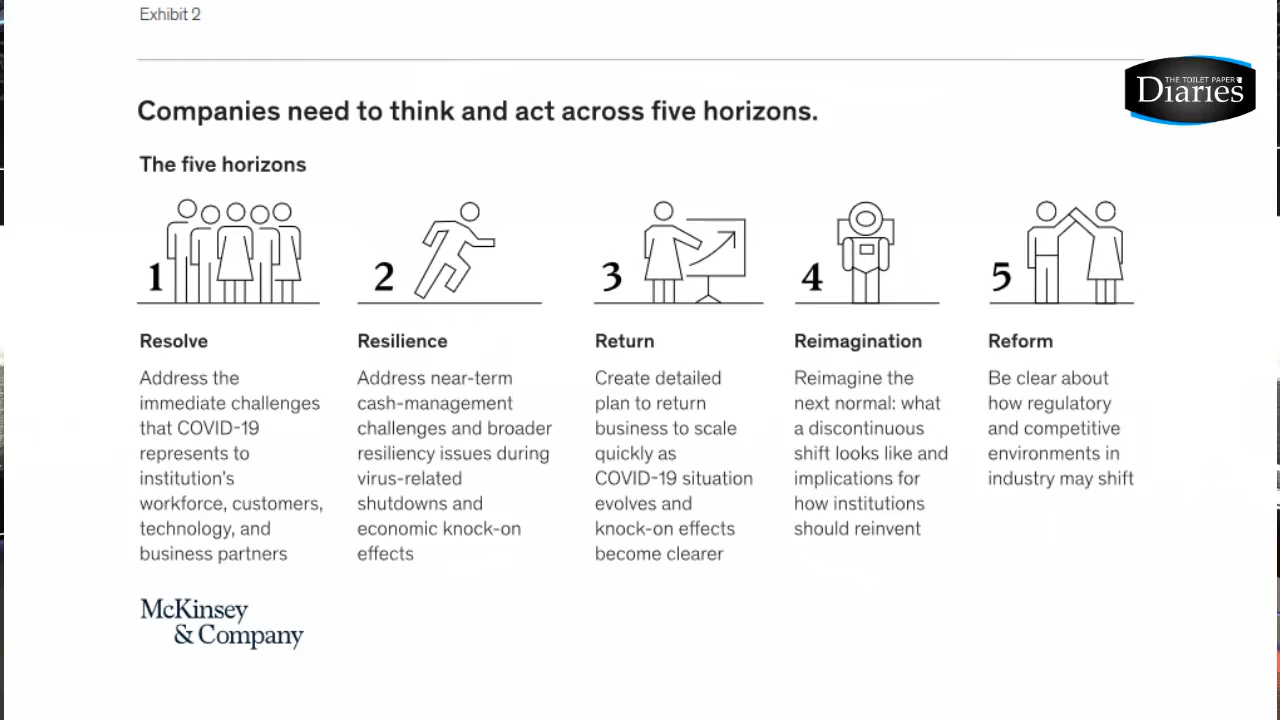 Exhibit 2
THE TOILET PAPER
Diaries
Companies need to think and act across five horizons.
The five horizons
1
2
3
4
5
Resolve
Address the
immediate challenges
that COVID-19
represents to
institution's
workforce, customers,
technology, and
business partners
Resilience
Address near-term
cash-management
challenges and broader
resiliency issues during
virus-related
shutdowns and
economic knock-on
effects
Return
Create detailed
plan to return
business to scale
quickly as
COVID-19 situation
evolves and
knock-on effects
become clearer
Reimagination
Reimagine the
next normal: what
a discontinuous
shift looks like and
implications for
how institutions
should reinvent
Reform
Be clear about
how regulatory
and competitive
environments in
industry may shift
McKinsey
& Company